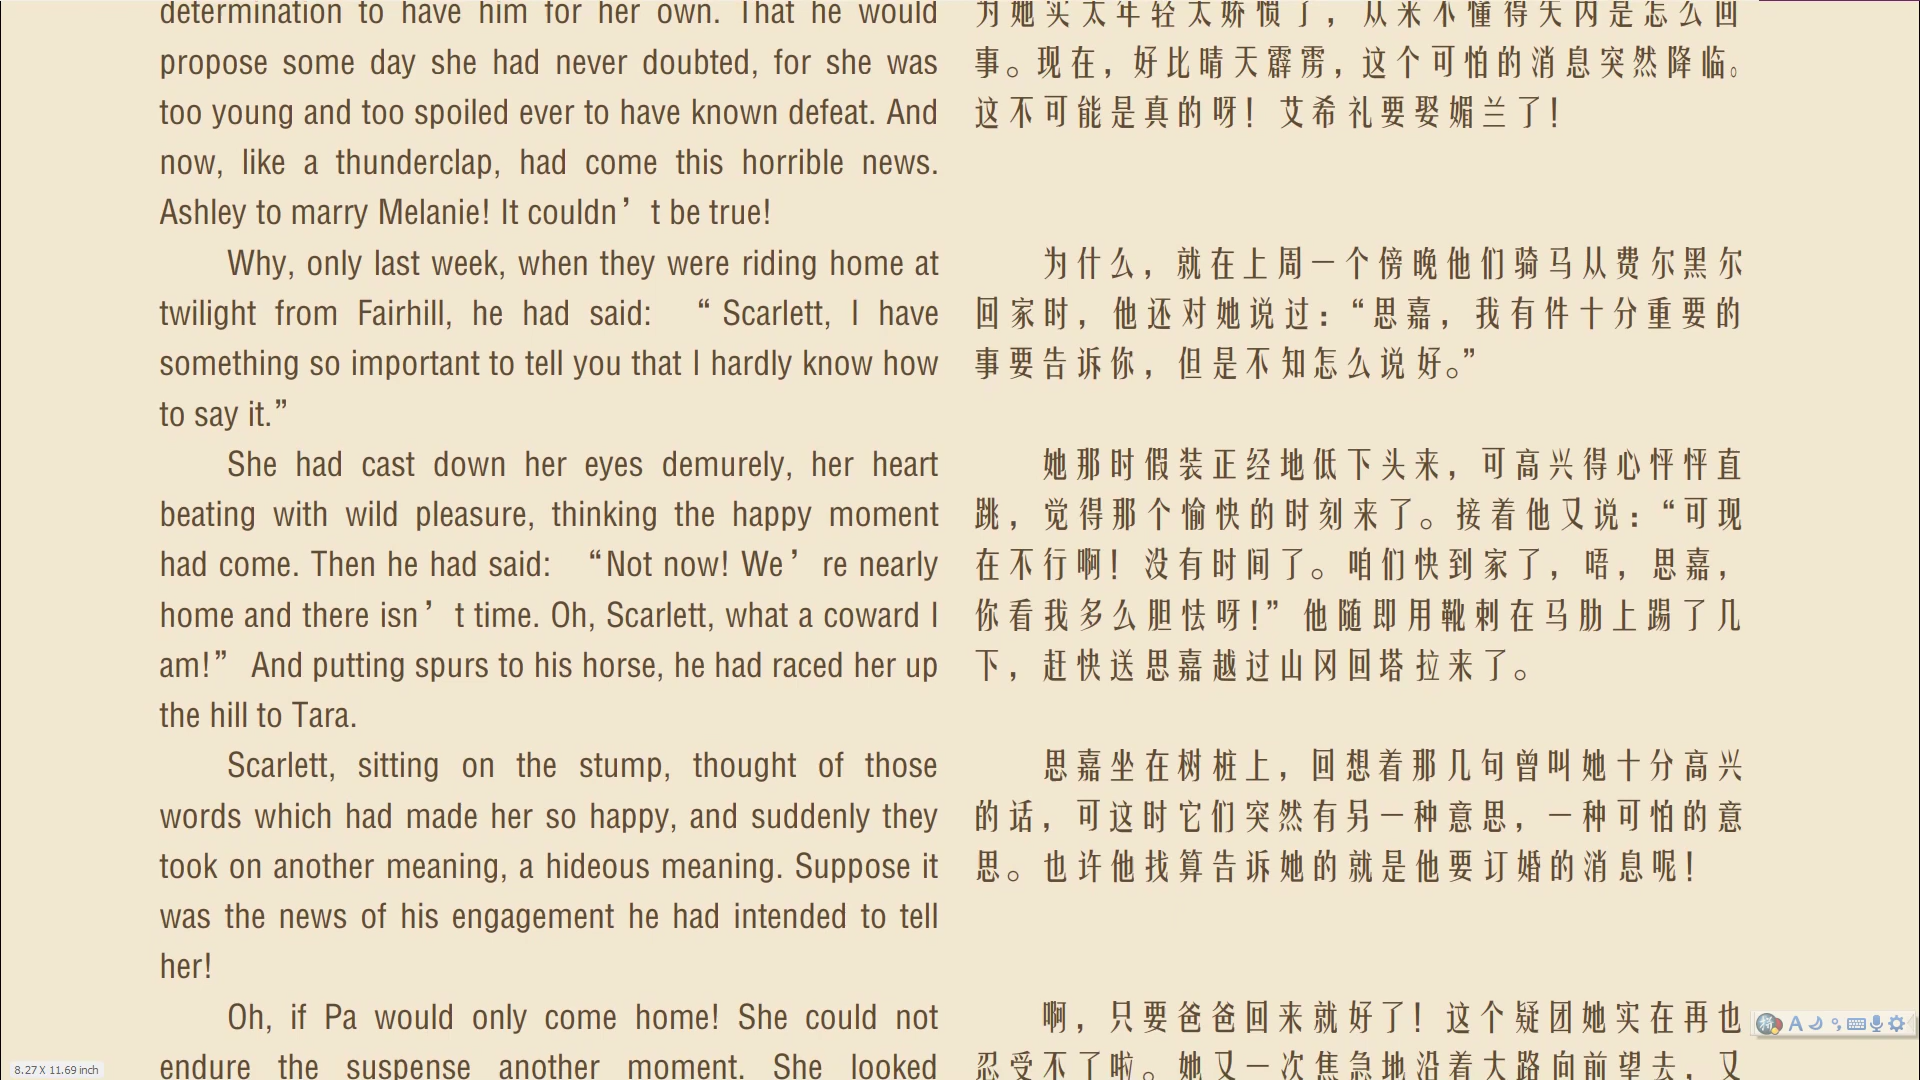 determination to have him for her own. That he would
propose some day she had never doubted, for she was
too young and too spoiled ever to have known defeat. And
now, like a thunderclap, had come this horrible news.
Ashley to marry Melanie! It couldn’t be true!
Why, only last week, when they were riding home at
twilight from Fairhill, he had said: “Scarlett, I have
something so important to tell you that I hardly know how
to say it.”
She had cast down her eyes demurely, her heart
beating with wild pleasure, thinking the happy moment
had come. Then he had said: “Not now! We’re nearly
home and there isn’t time. Oh, Scarlett, what a coward I
am!” And putting spurs to his horse, he had raced her up
the hill to Tara.
Scarlett, sitting on the stump, thought of those
words which had made her so happy, and suddenly they
took on another meaning, a hideous meaning. Suppose it
was the news of his engagement he had intended to tell
her!
Oh, if Pa would only come home! She could not
endure the suspense another moment. She looked
为她实太年轻太娇惯了，从来不懂得是怎么回
事。现在，好比晴天霹雳，这个可怕的消息突然降临。
这不可能是真的呀！艾希礼要娶媚兰了！
为什么，就在上周一个傍晚他们骑马从费尔黑尔
回家时，他还对她说过：“思嘉，我有件十分重要的
事要告诉你，但是不知怎么说好。”
她那时假装正经地低下头来，可高兴得心怦怦直
跳，觉得那个愉快的时刻来了。接着他又说：“可现
在不行啊！没有时间了。咱们快到家了，唔，思嘉，
你看我多么胆怯呀！”他随即用靴刺在马肋上踢了几
下，赶快送思嘉越过山冈回塔拉来了。
思嘉坐在树桩上，回想着那几句曾叫她十分高兴
的话，可这时它们突然有另一种意思，一种可怕的意
思。也许他找算告诉她的就是他要订婚的消息呢！
啊，只要爸爸回来就好了！这个疑团她实在再也
忍受不了啦。她又一次焦急地沿着大路向前望去，又
8.27 X 11.69 inch